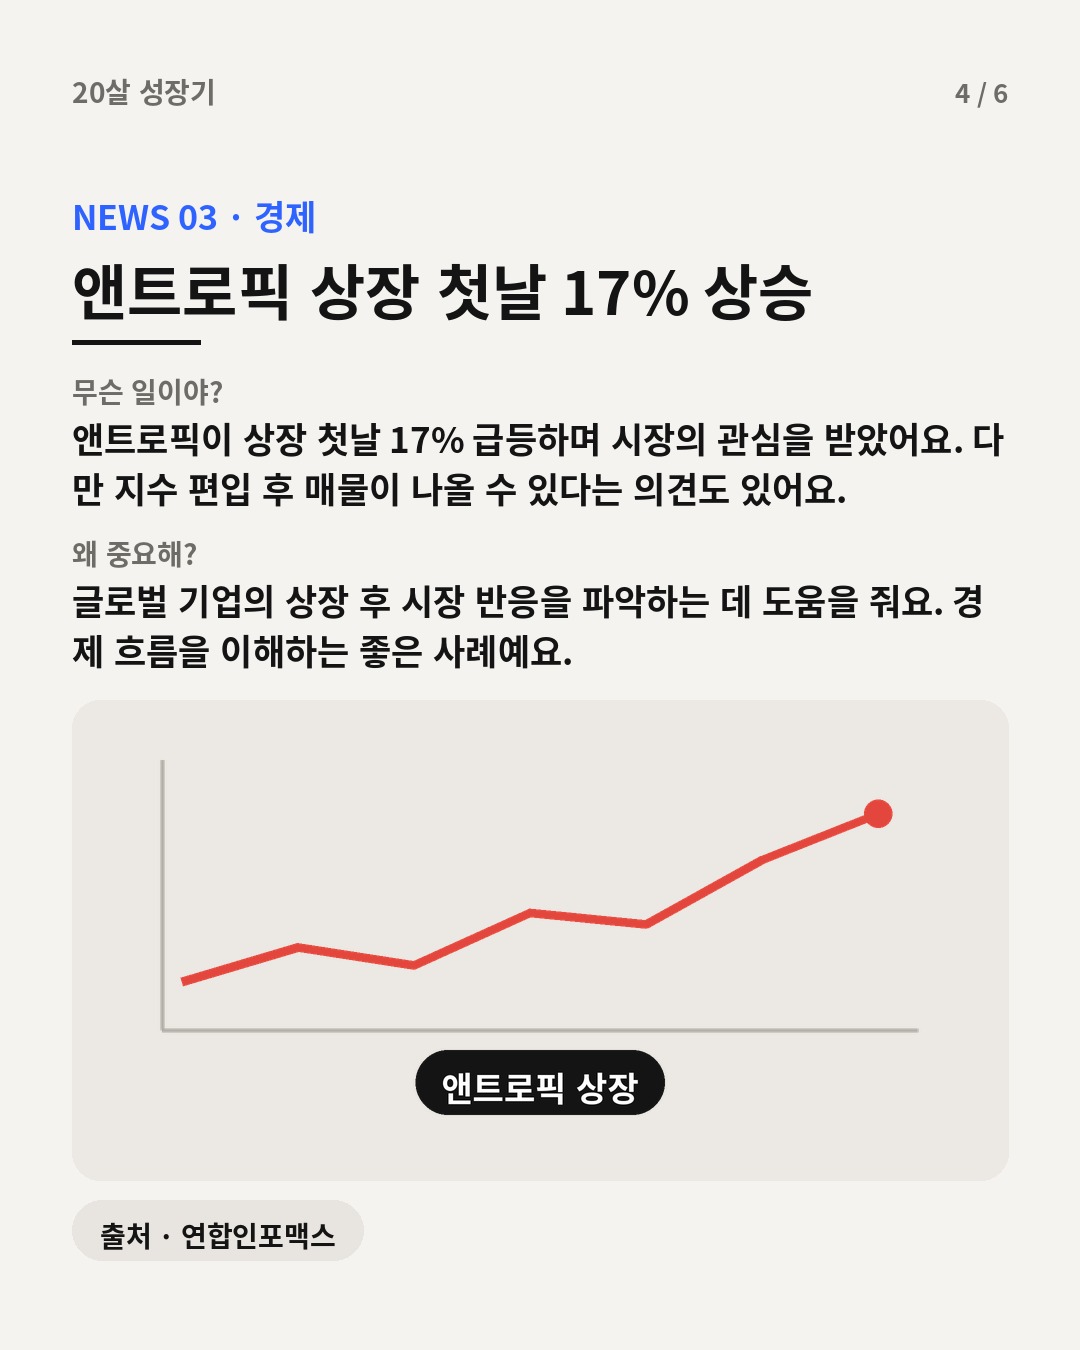 20살 성장기
4 / 6
NEWS 03 · 경제
앤트로픽 상장 첫날 17% 상승
무슨 일이야?
앤트로픽이 상장 첫날 17% 급등하며 시장의 관심을 받았어요. 다
만 지수 편입 후 매물이 나올 수 있다는 의견도 있어요.
왜 중요해?
글로벌 기업의 상장 후 시장 반응을 파악하는 데 도움을 줘요. 경
제 흐름을 이해하는 좋은 사례예요.
앤트로픽 상장
출처 · 연합인포맥스